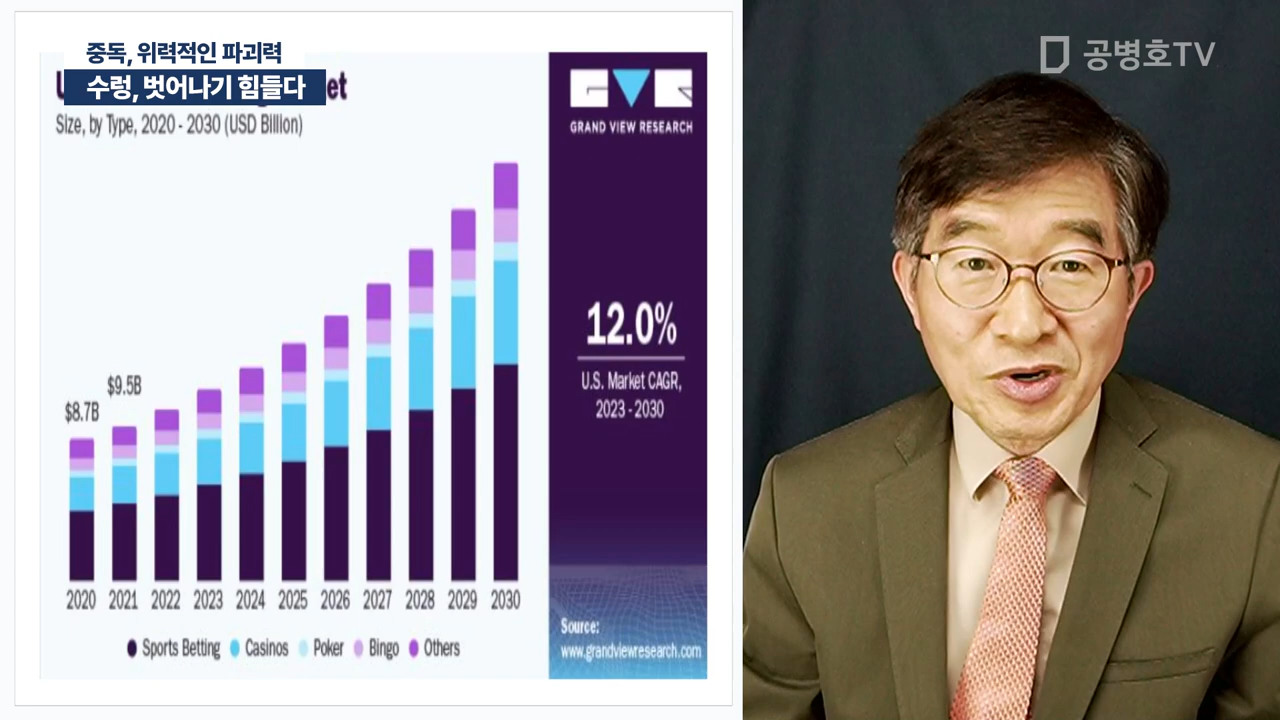 중독, 위력적인 파괴력
수렁, 벗어나기 힘들다
Size, by Type, 2020 - 2030 (USD Billion)
$8.7B
$9.5B
2020 2021 2022 2023 2024 2025 2026 2027 2028 2029 2030
Sports Betting Casinos Poker Bingo Others
GRAND VIEW RESEARCH
12.0%
U.S. Market CAGR,
2023 - 2030
Source:
www.grandviewresearch.com
공병호TV